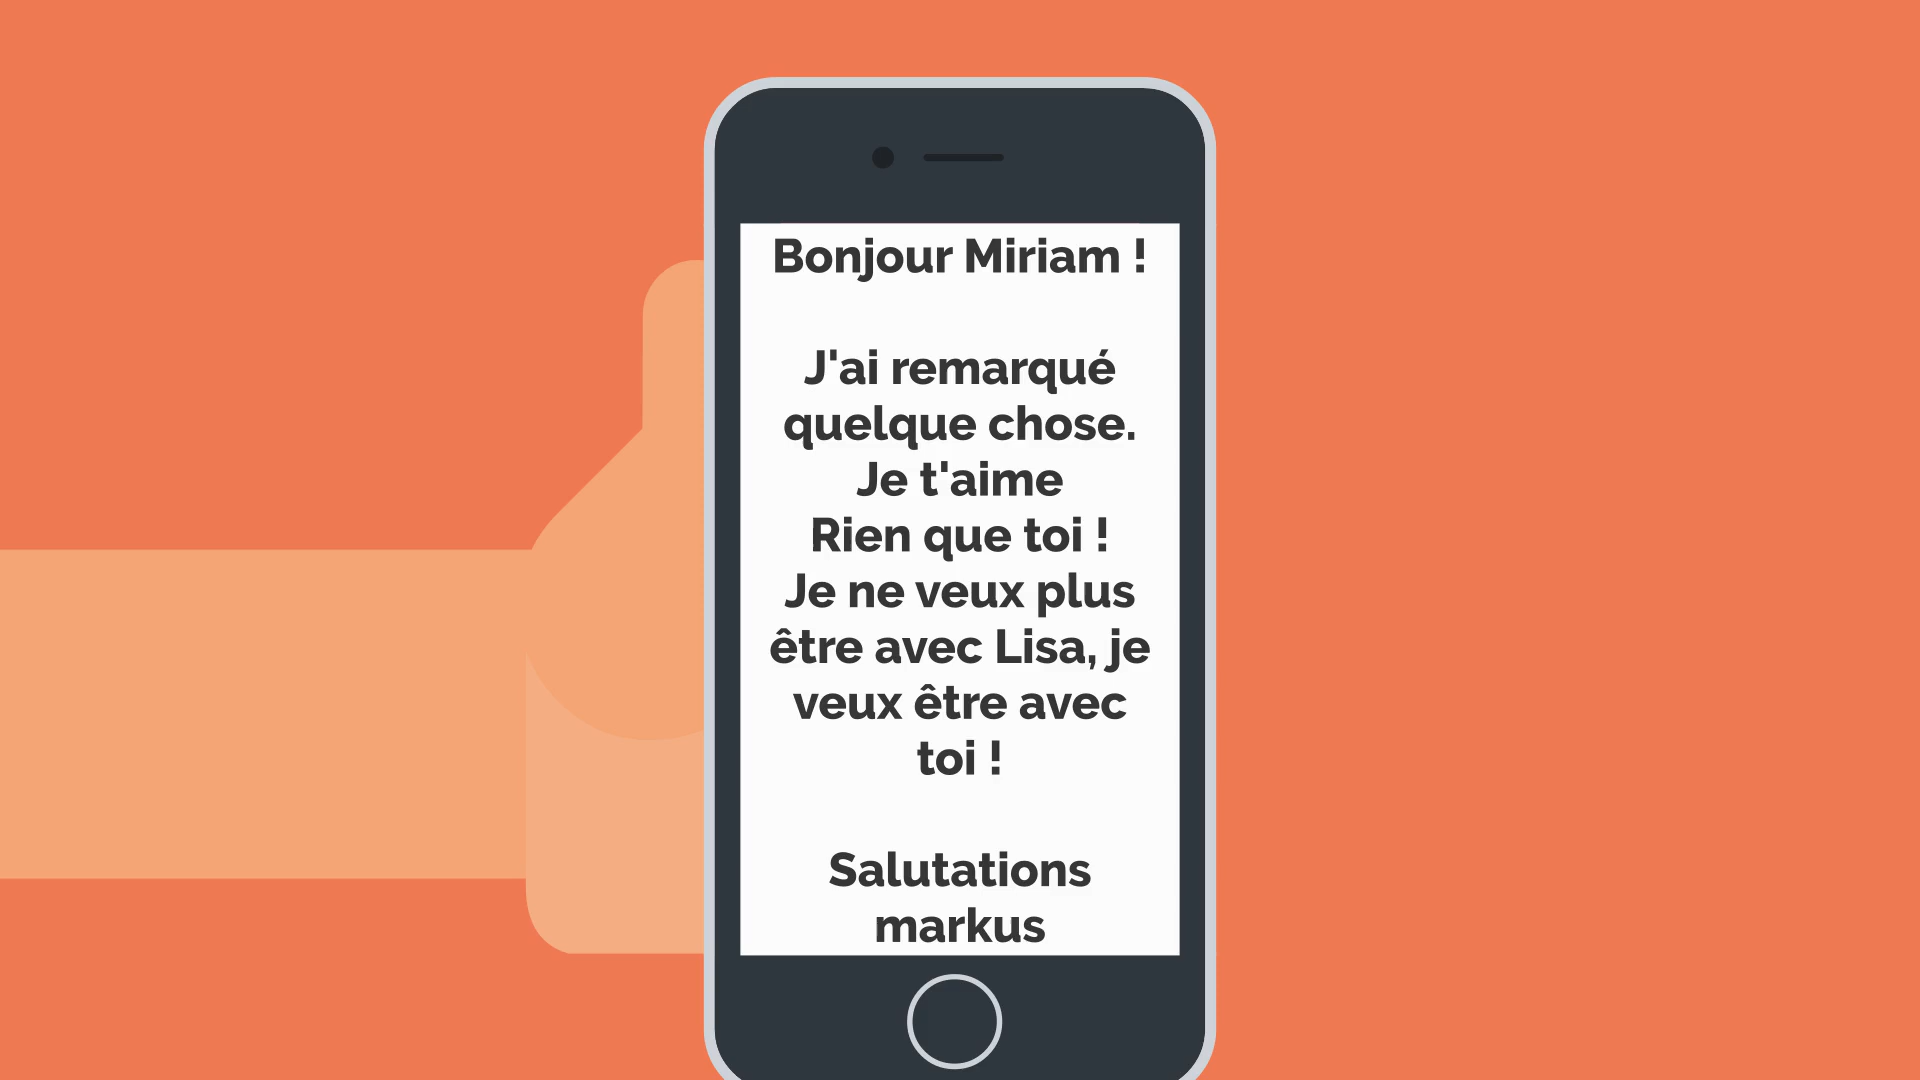 Bonjour Miriam !
J'ai remarqué
quelque chose.
Je t'aime
Rien que toi !
Je ne veux plus
être avec Lisa, je
veux être avec
toi !
Salutations
markus